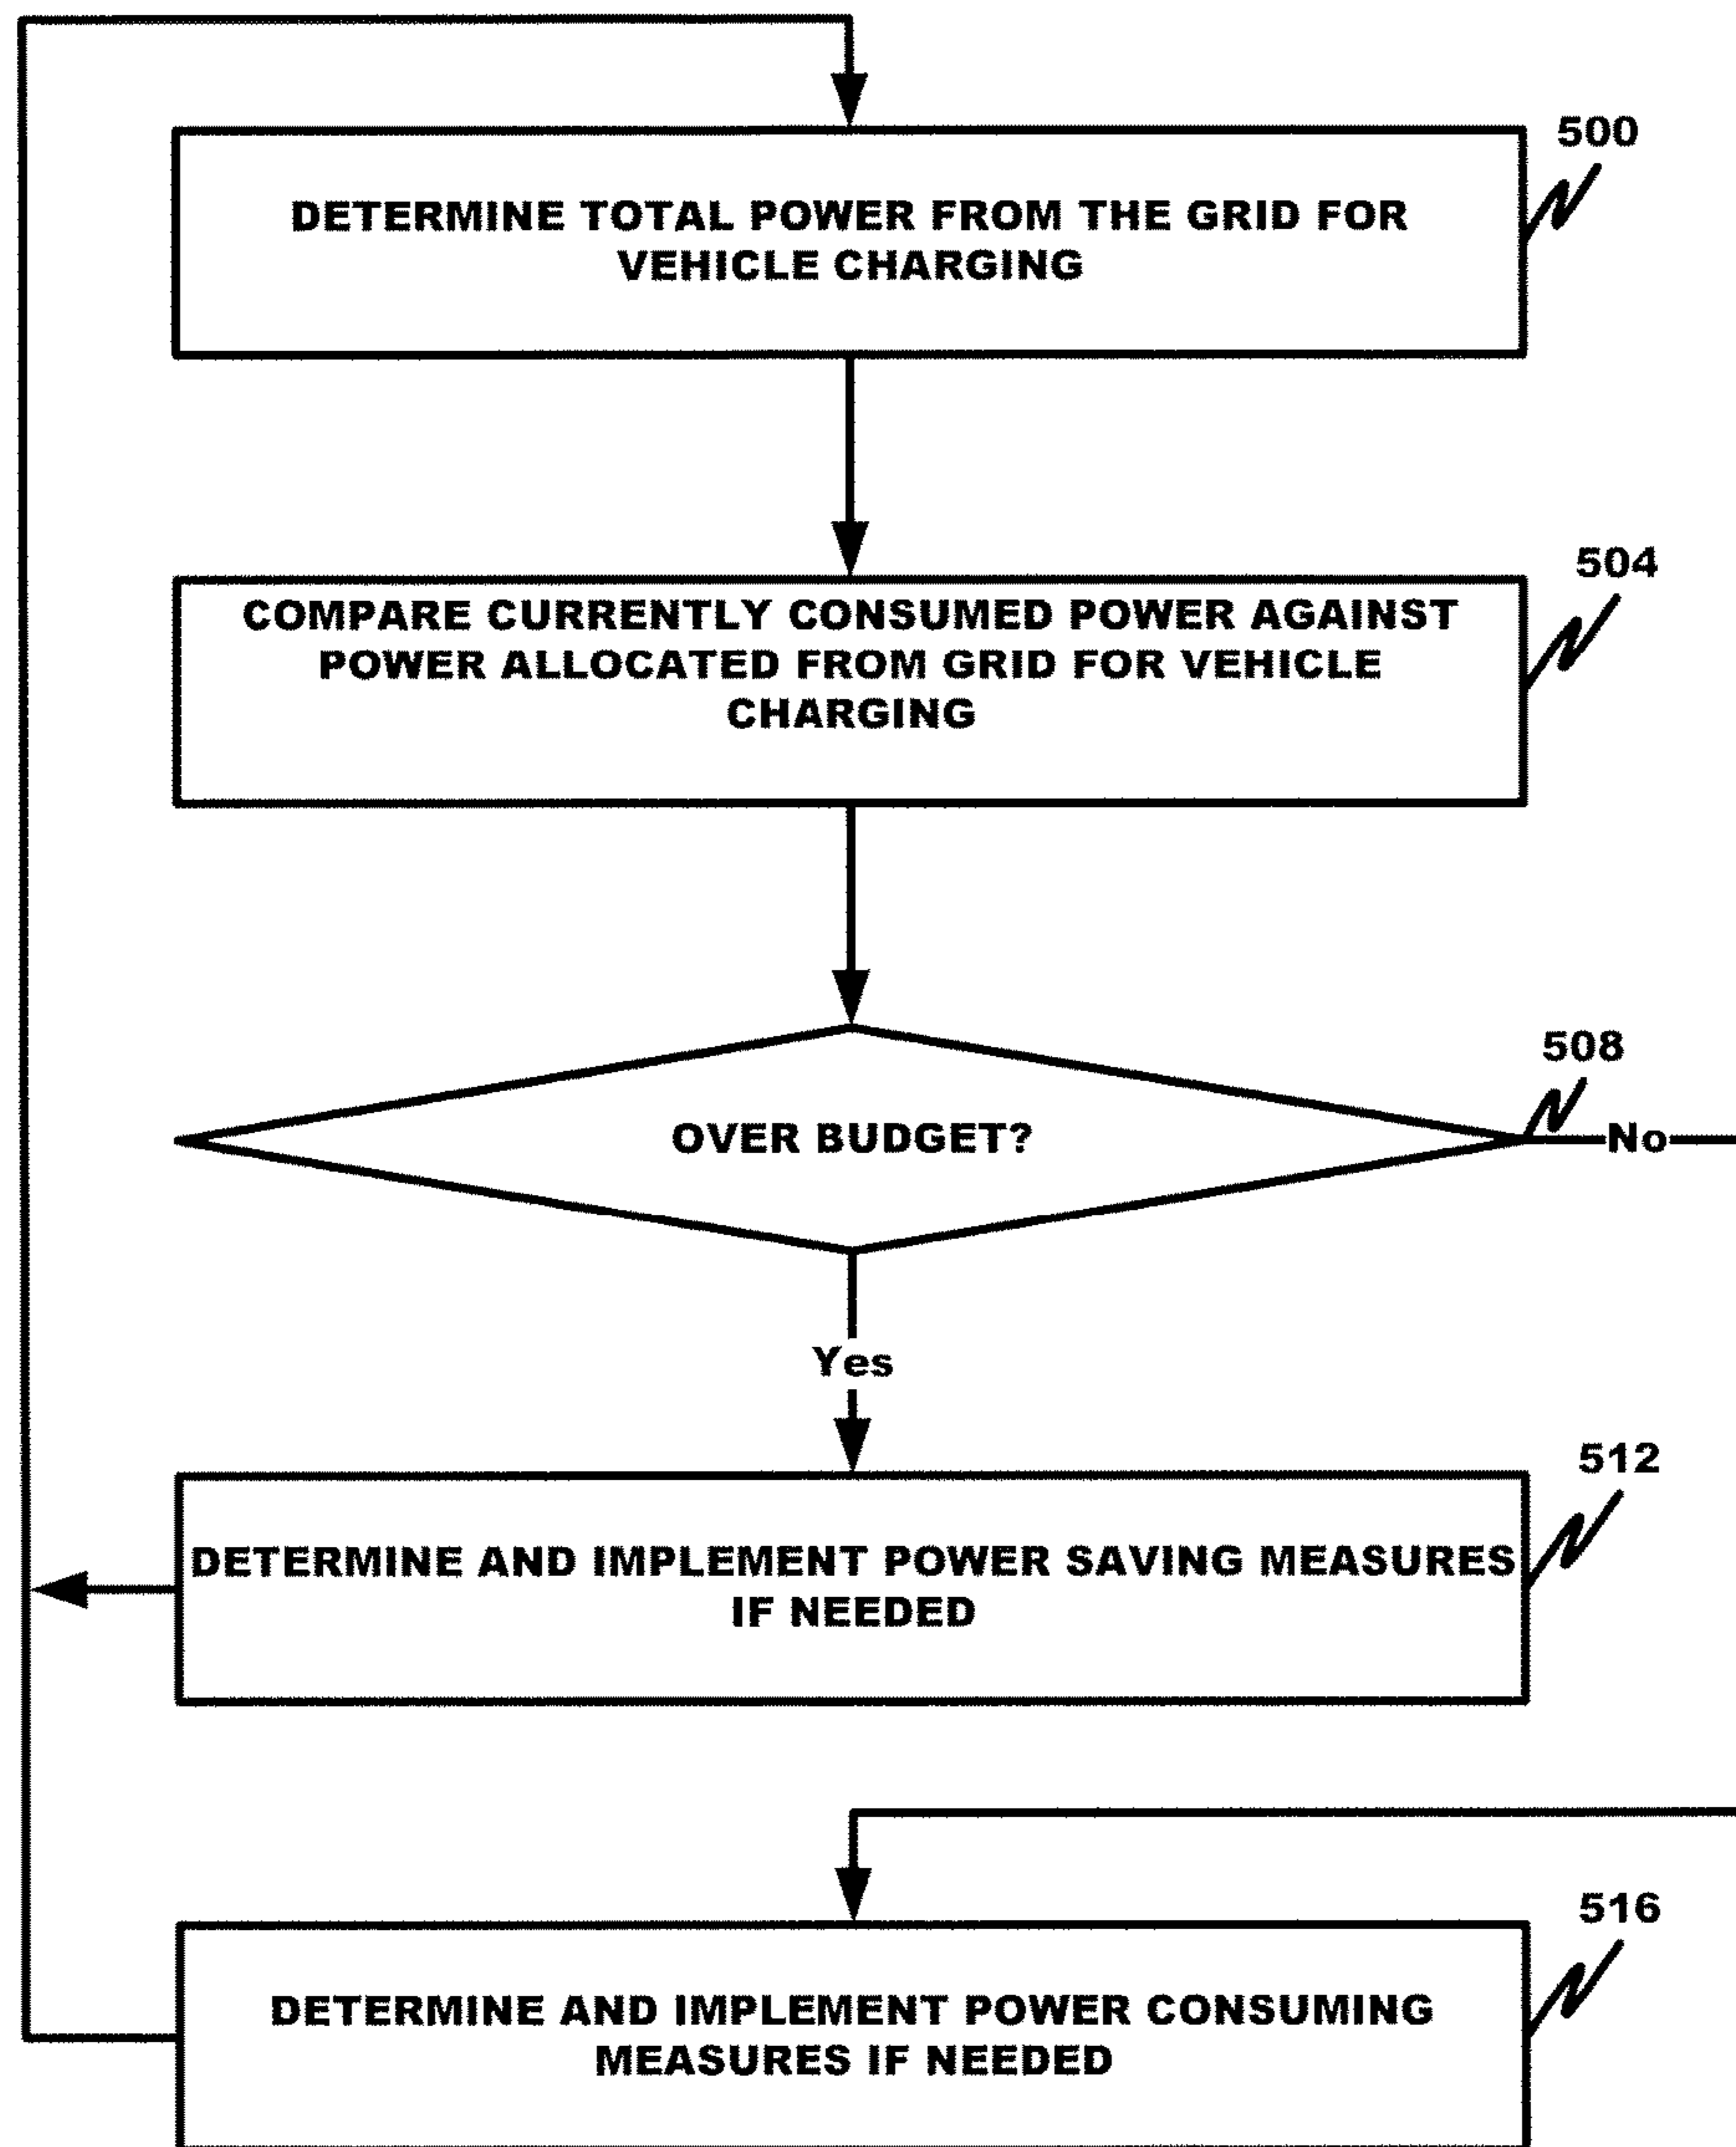 500
DETERMINE TOTAL POWER FROM THE GRID FOR
VEHICLE CHARGING
504
COMPARE CURRENTLY CONSUMED POWER AGAINST
POWER ALLOCATED FROM GRID FOR VEHICLE
CHARGING
508
OVER BUDGET?
No
Yes
512
DETERMINE AND IMPLEMENT POWER SAVING MEASURES
IF NEEDED
516
DETERMINE AND IMPLEMENT POWER CONSUMING
MEASURES IF NEEDED